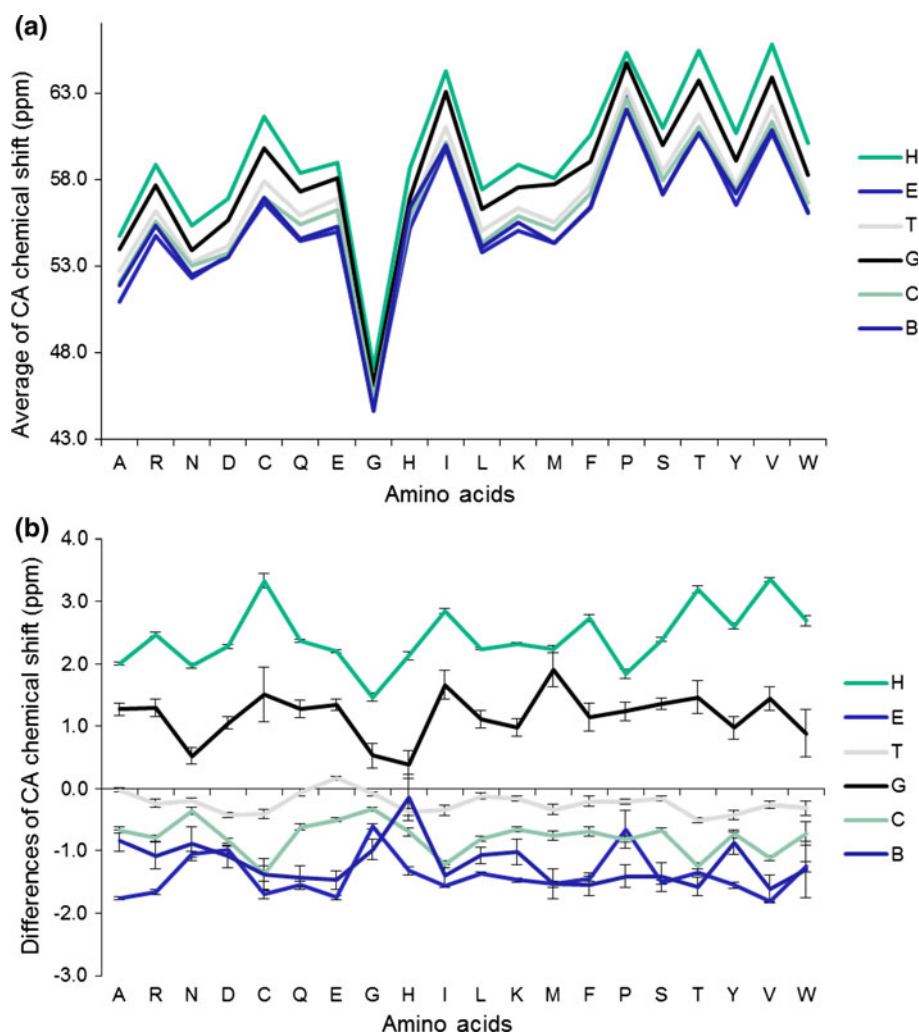 (a)
Average of CA chemical shift (ppm)
63.0
58.0
53.0
48.0
43.0
A R N D C Q E G H I L K M F P S T Y V W
Amino acids
H
E
T
G
C
B
(b)
Differences of CA chemical shift (ppm)
4.0
3.0
2.0
1.0
0.0
-1.0
-2.0
-3.0
A R N D C Q E G H I L K M F P S T Y V W
Amino acids
H
E
T
G
C
B